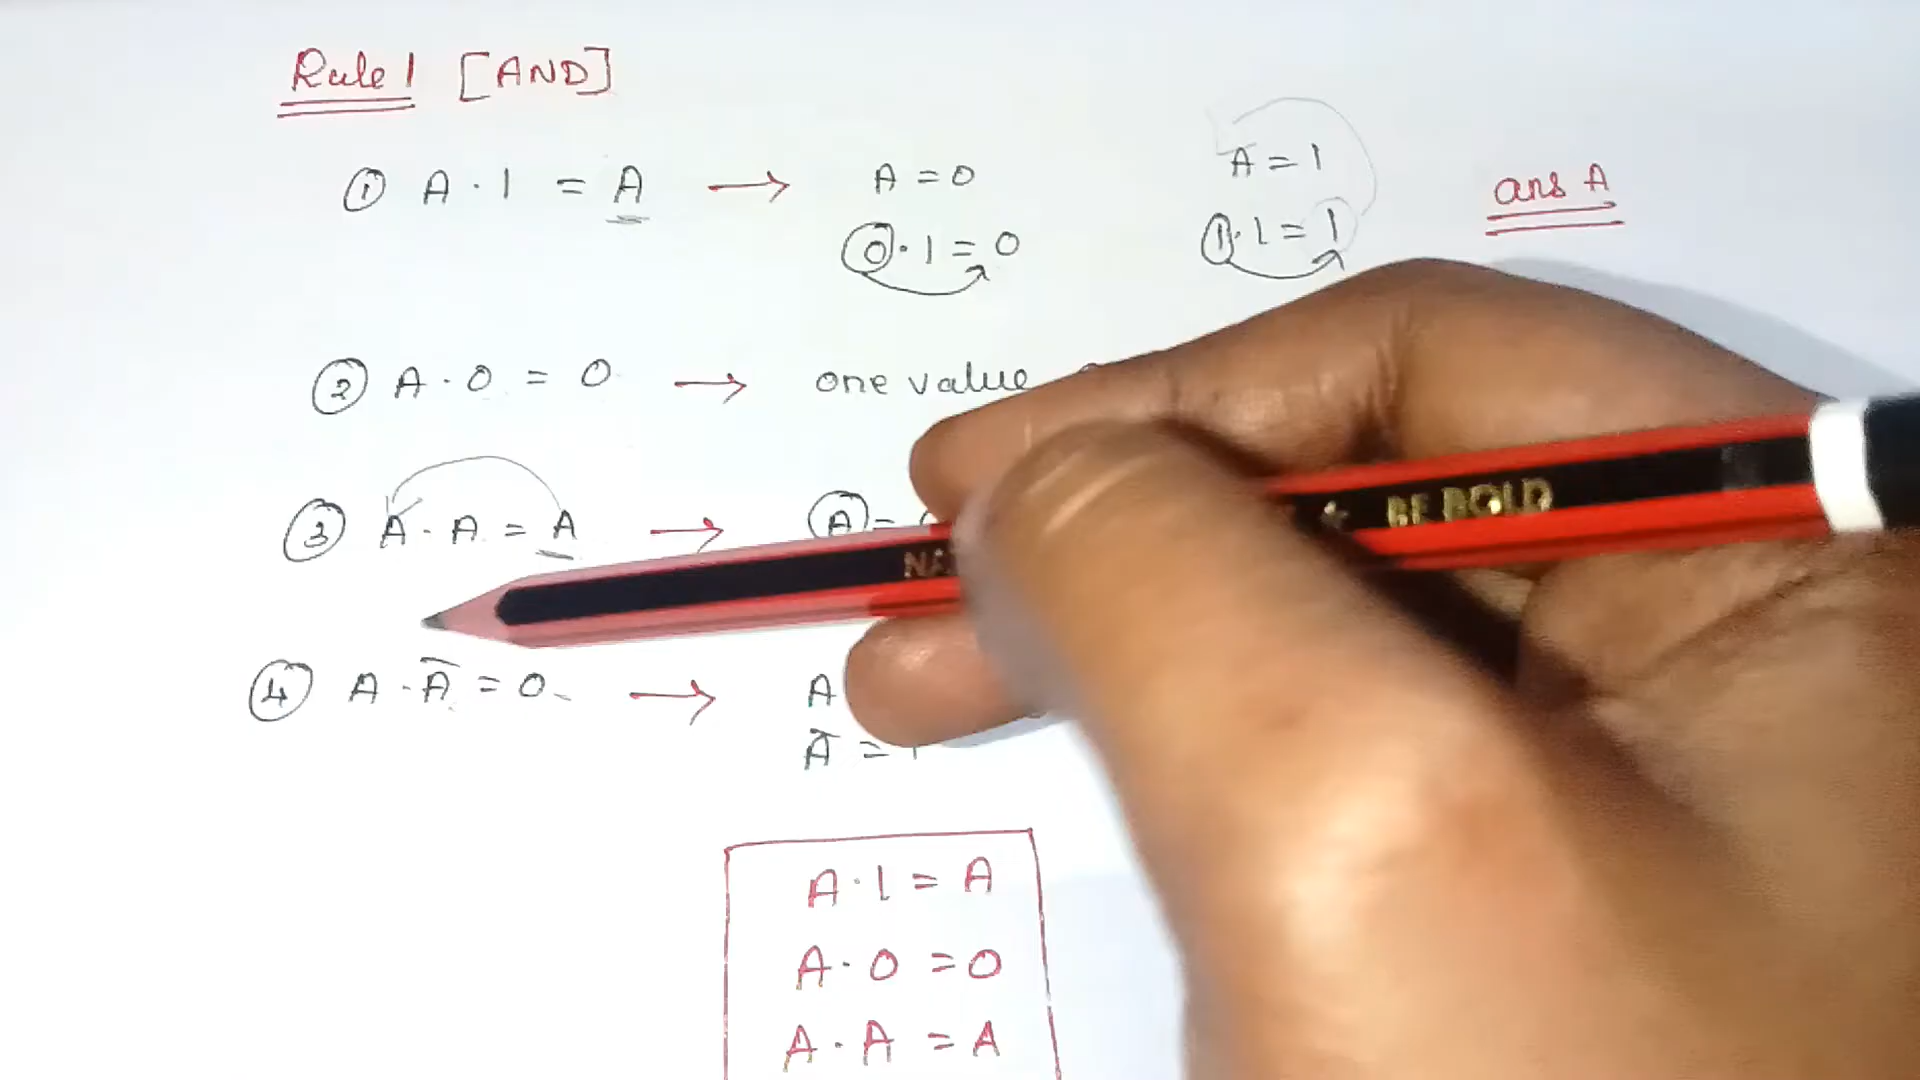 Rule 1 [AND]
① A · 1 = A → A = 0 A = 1 ans A
0 · 1 = 0 1 · 1 = 1
② A · 0 = 0 → one value
③ A · A = A → A =
BE BOLD
④ A · Ā = 0 → A
Ā = 1
A · 1 = A
A · 0 = 0
A · A = A